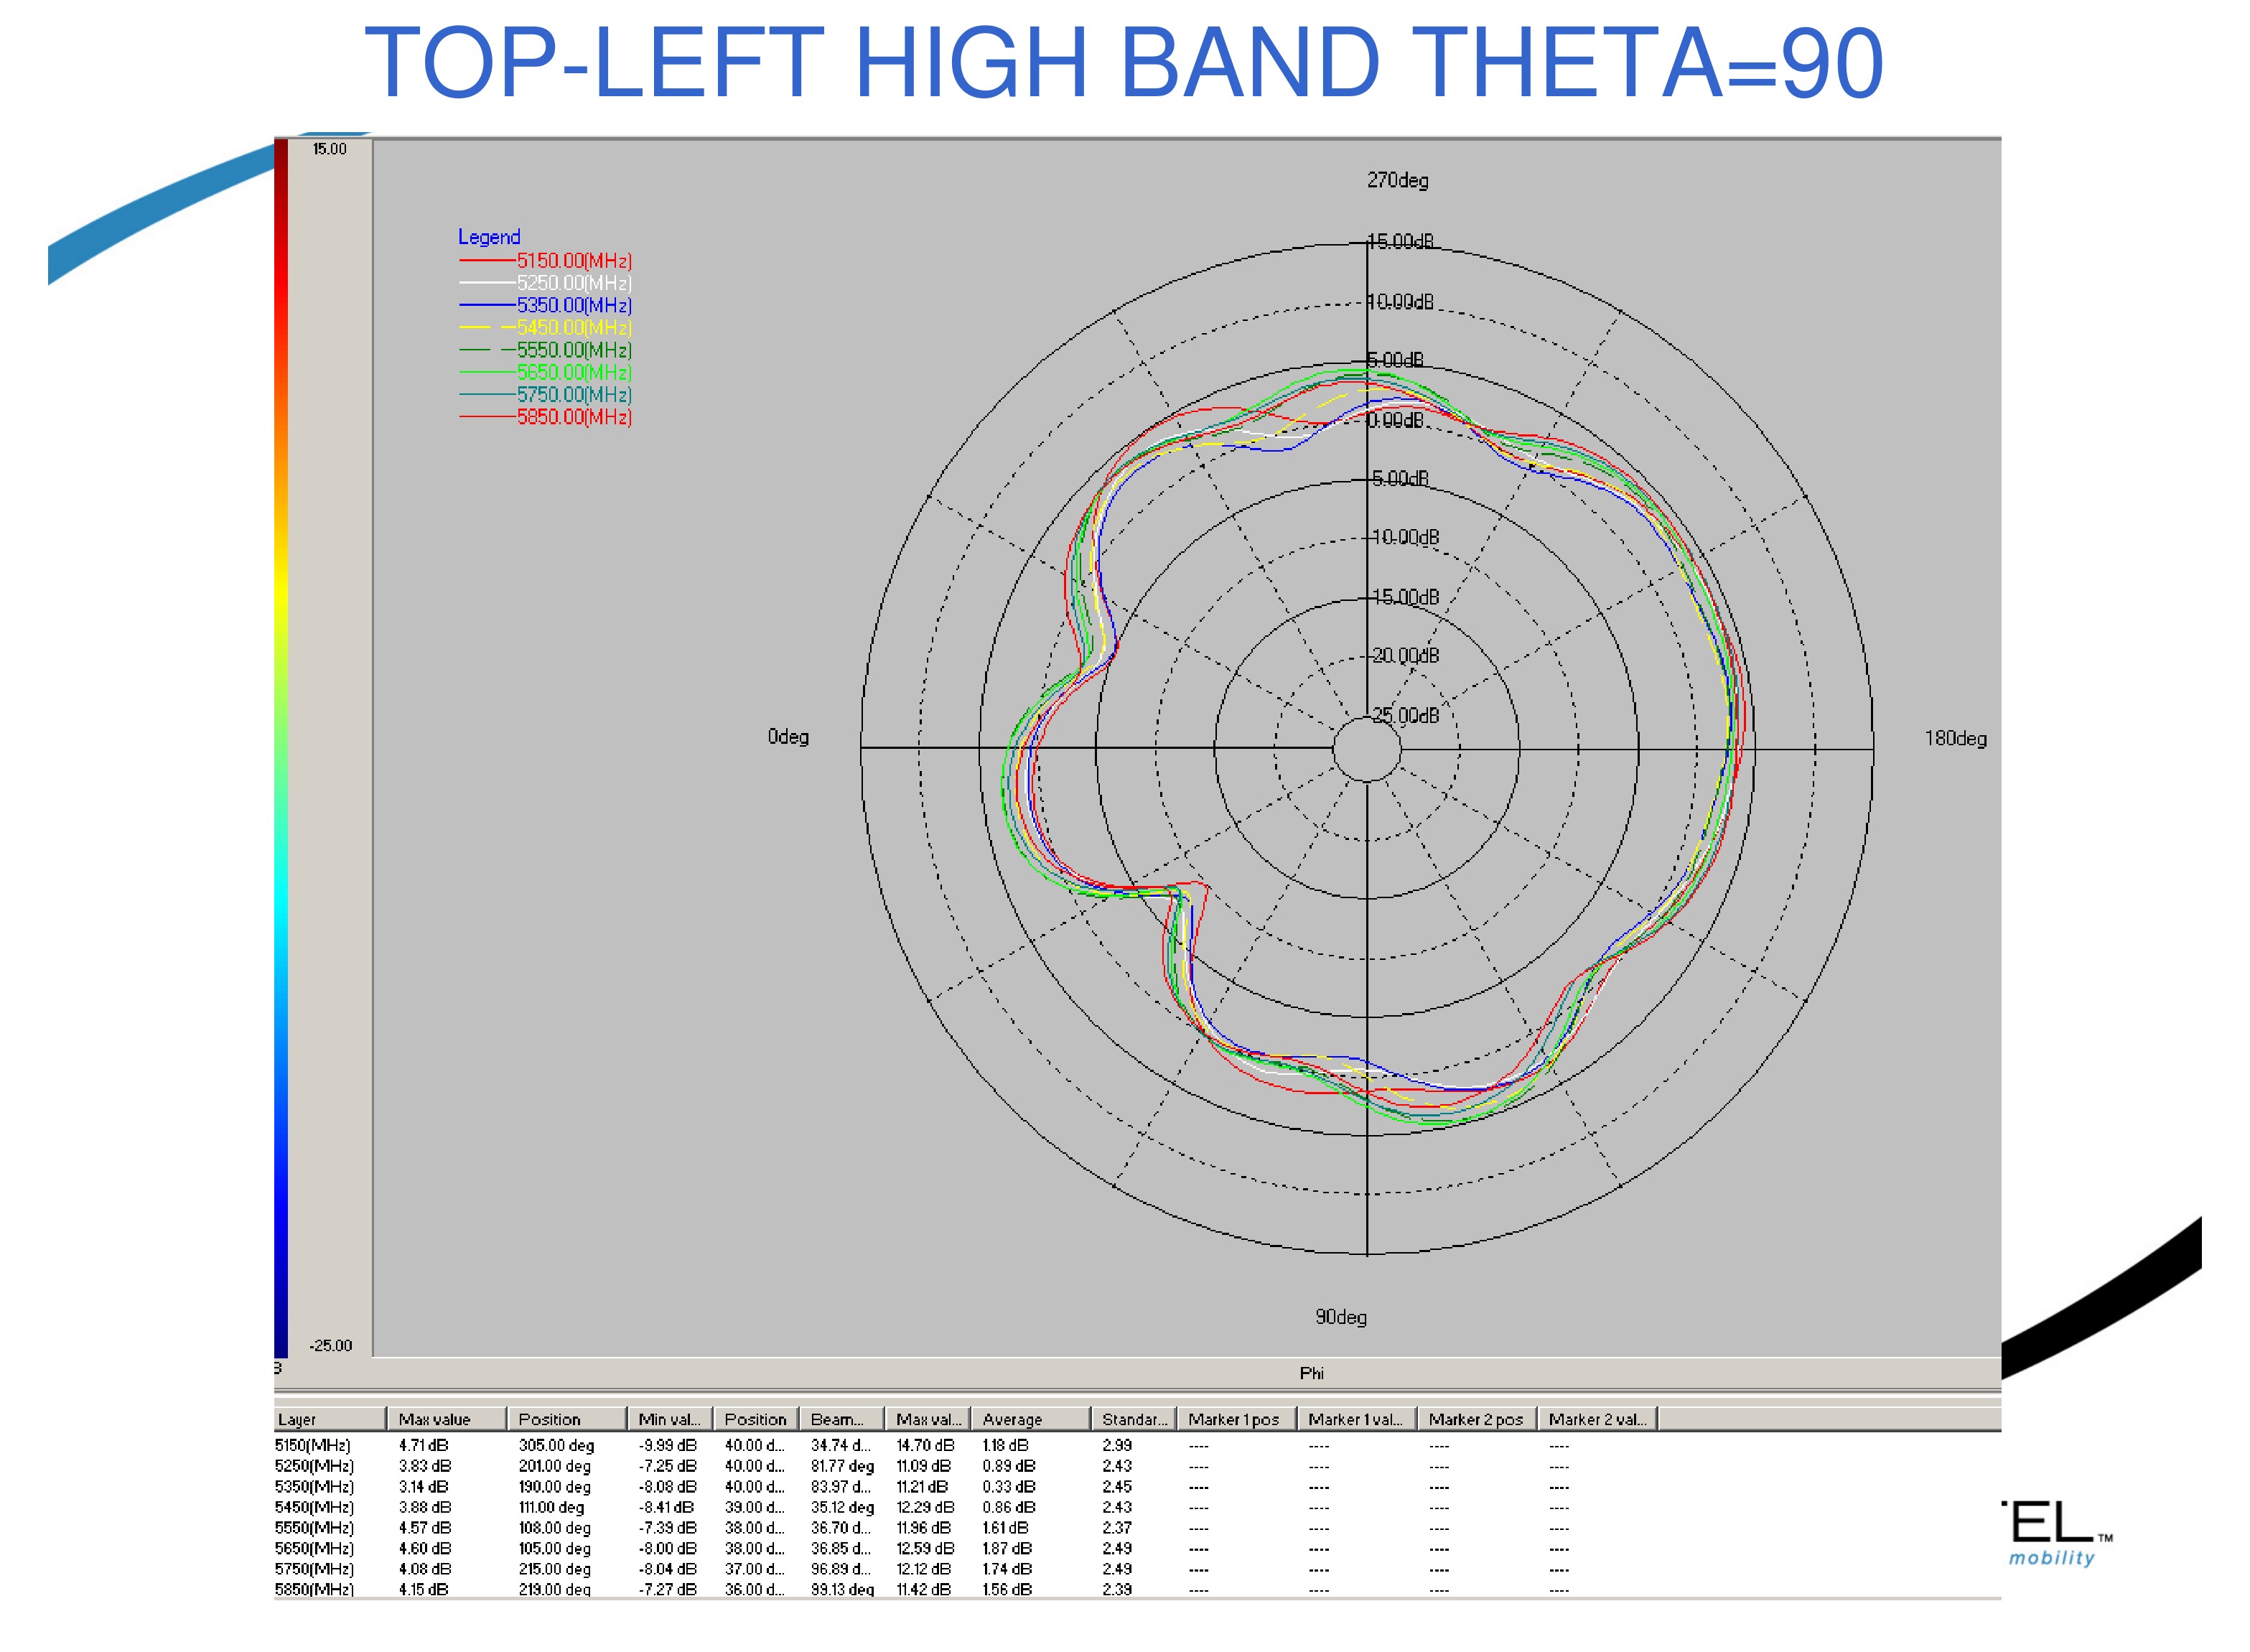 TOP-LEFT HIGH BAND THETA=90
15.00
270deg
Legend
5150.00(MHz)
5250.00(MHz)
5350.00(MHz)
5450.00(MHz)
5550.00(MHz)
5650.00(MHz)
5750.00(MHz)
5850.00(MHz)
15.00dB
10.00dB
5.00dB
0.00dB
-5.00dB
-10.00dB
-15.00dB
-20.00dB
-25.00dB
0deg
180deg
90deg
-25.00
Phi
Layer Max value Position Min val... Position Beam... Max val... Average Standar... Marker 1 pos Marker 1 val... Marker 2 pos Marker 2 val...
5150(MHz) 4.71 dB 305.00 deg -9.99 dB 40.00 d... 34.74 d... 14.70 dB 1.18 dB 2.99 ---- ---- ---- ----
5250(MHz) 3.83 dB 201.00 deg -7.25 dB 40.00 d... 81.77 deg 11.09 dB 0.89 dB 2.43 ---- ---- ---- ----
5350(MHz) 3.14 dB 190.00 deg -8.08 dB 40.00 d... 83.97 d... 11.21 dB 0.33 dB 2.45 ---- ---- ---- ----
5450(MHz) 3.88 dB 111.00 deg -8.41 dB 39.00 d... 35.12 deg 12.29 dB 0.86 dB 2.43 ---- ---- ---- ----
5550(MHz) 4.57 dB 108.00 deg -7.39 dB 38.00 d... 36.70 d... 11.96 dB 1.61 dB 2.37 ---- ---- ---- ----
5650(MHz) 4.60 dB 105.00 deg -8.00 dB 38.00 d... 36.85 d... 12.59 dB 1.87 dB 2.49 ---- ---- ---- ----
5750(MHz) 4.08 dB 215.00 deg -8.04 dB 37.00 d... 96.89 d... 12.12 dB 1.74 dB 2.49 ---- ---- ---- ----
5850(MHz) 4.15 dB 219.00 deg -7.27 dB 36.00 d... 99.13 deg 11.42 dB 1.56 dB 2.39 ---- ---- ---- ----
EL™
mobility